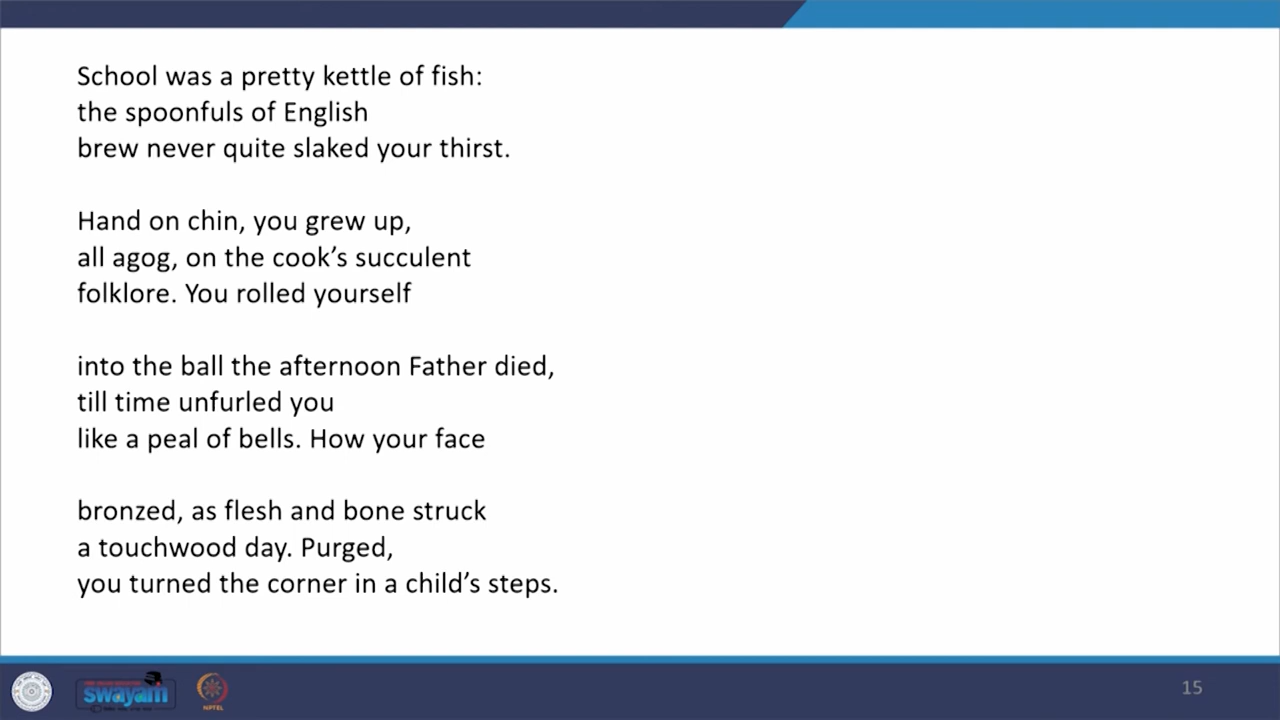 School was a pretty kettle of fish:
the spoonfuls of English
brew never quite slaked your thirst.
Hand on chin, you grew up,
all agog, on the cook’s succulent
folklore. You rolled yourself
into the ball the afternoon Father died,
till time unfurled you
like a peal of bells. How your face
bronzed, as flesh and bone struck
a touchwood day. Purged,
you turned the corner in a child’s steps.
swayam
NPTEL
15